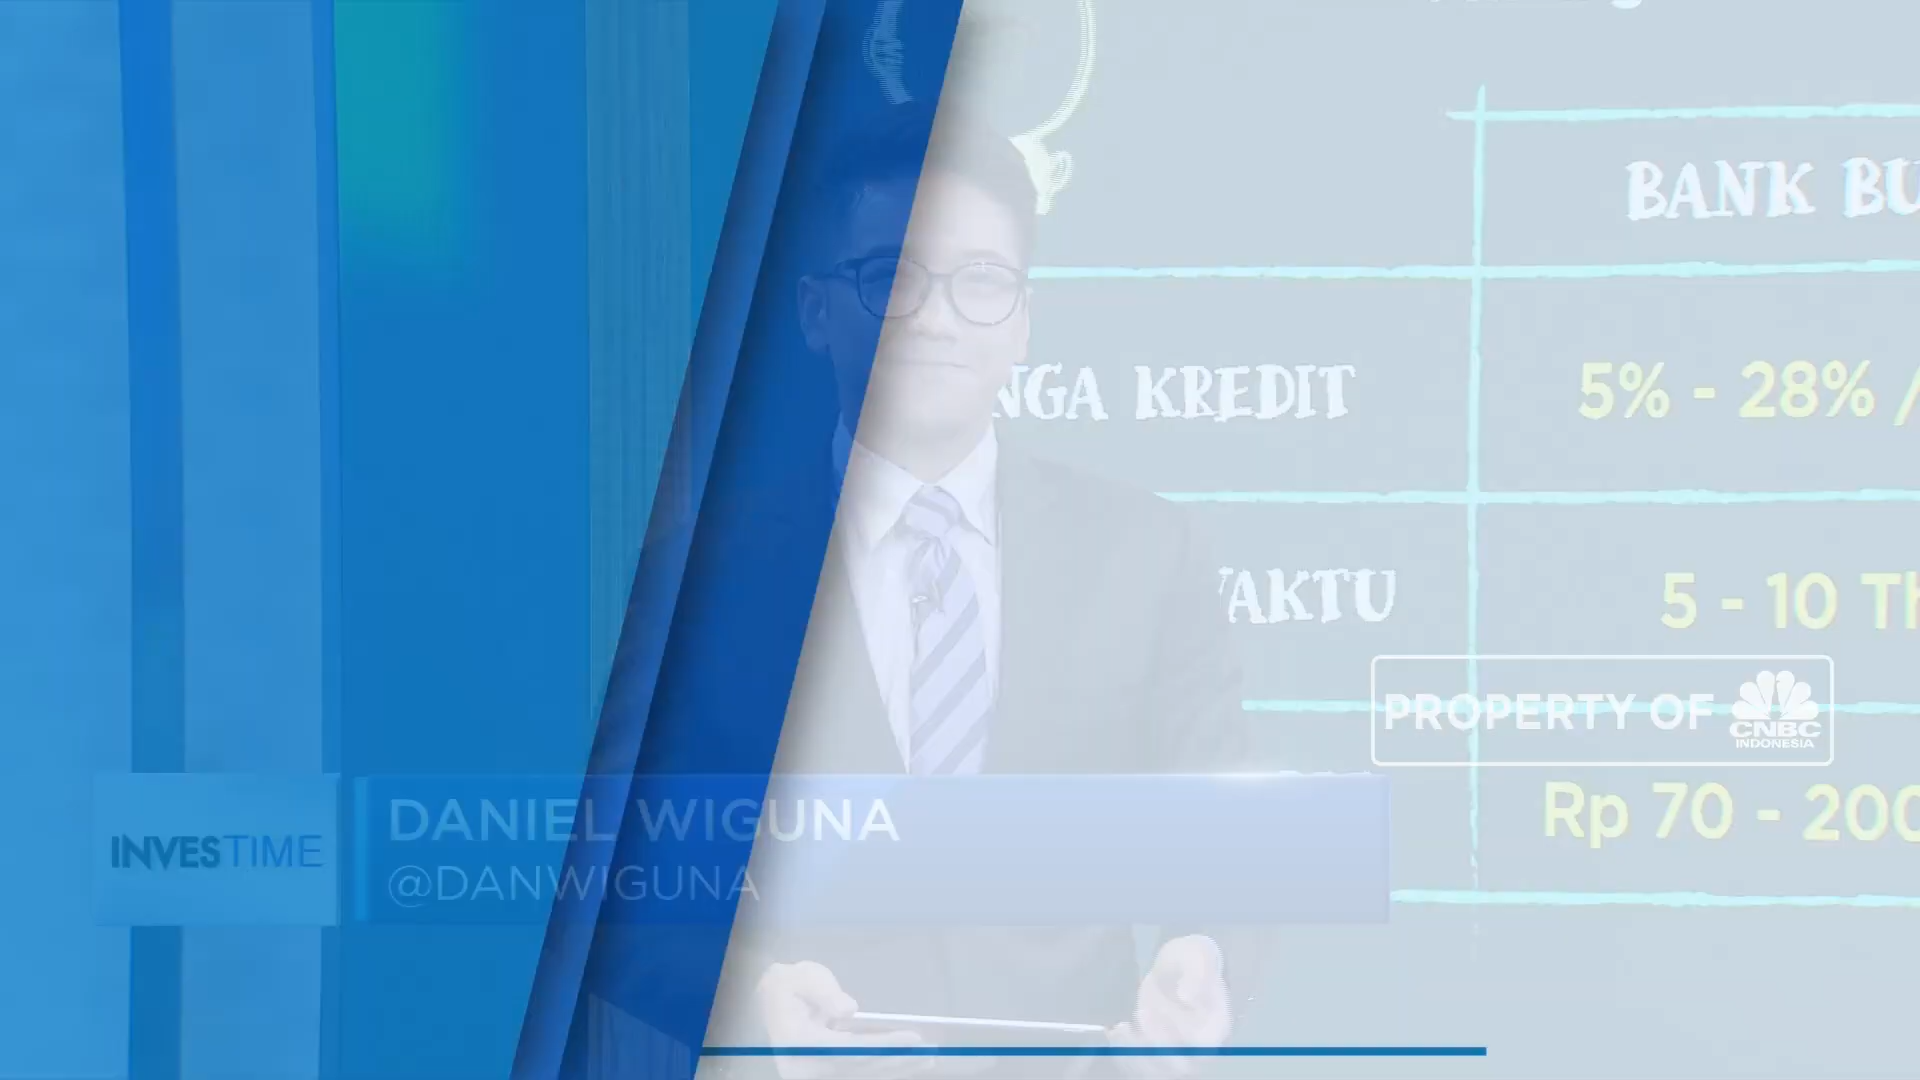 BANK BU
NGA KREDIT
5% - 28% /
AKTU
5 - 10 Th
PROPERTY OF
CNBC
INDONESIA
Rp 70 - 200
DANIEL WIGUNA
INVESTIME
@DANWIGUNA